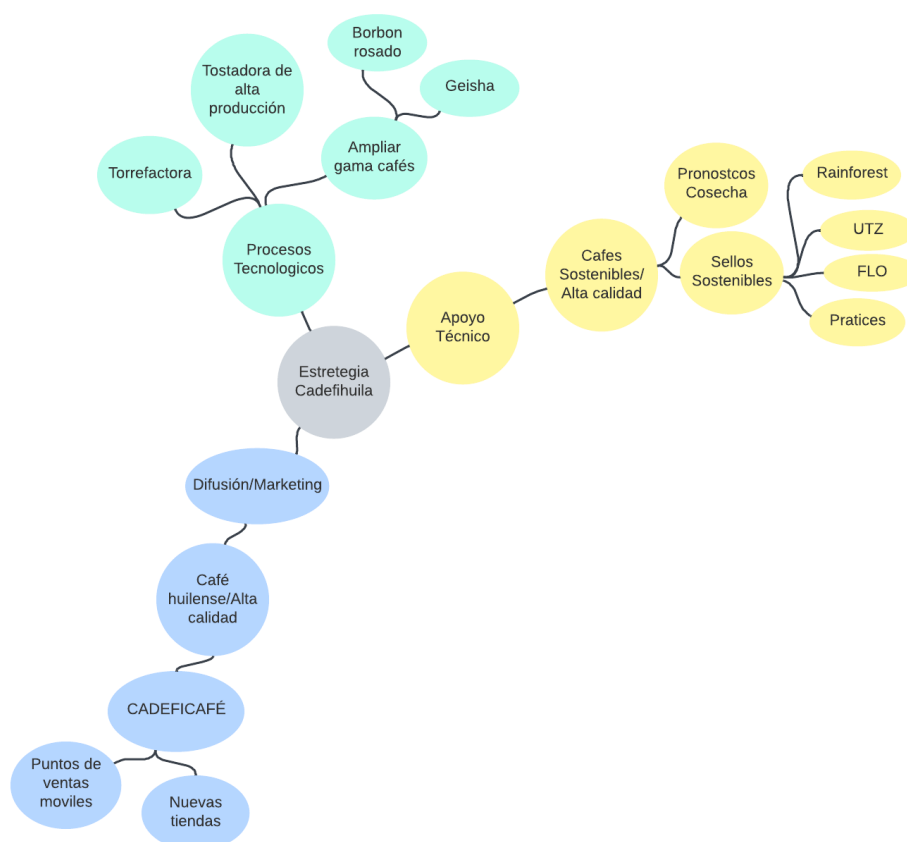 Borbon
rosado
Tostadora de
alta
producción
Geisha
Ampliar
gama cafés
Torrefactora
Procesos
Tecnologicos
Pronostcos
Cosecha
Rainforest
UTZ
Cafes
Sostenibles/
Alta calidad
Sellos
Sostenibles
FLO
Pratices
Apoyo
Técnico
Estretegia
Cadefihuila
Difusión/Marketing
Café
huilense/Alta
calidad
CADEFICAFÉ
Puntos de
ventas
moviles
Nuevas
tiendas